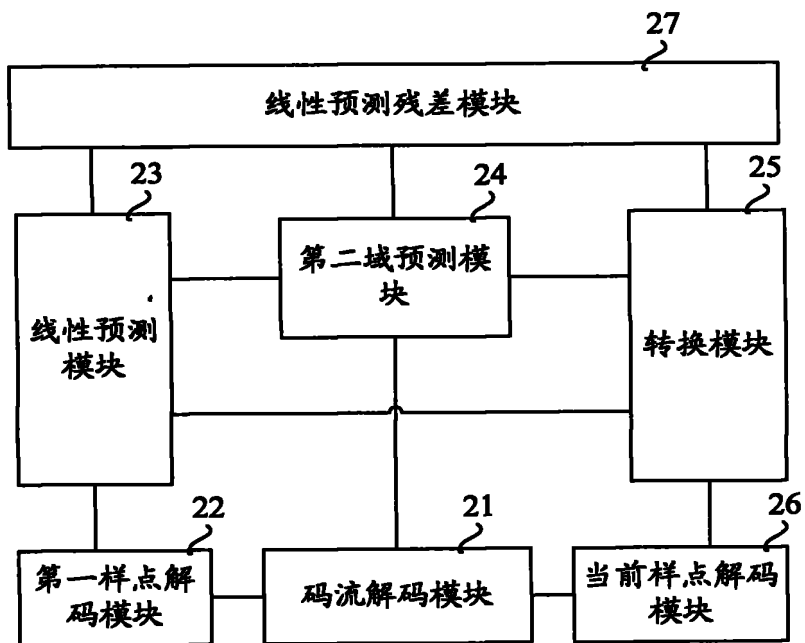 27
线性预测残差模块
23
24
25
第二域预测模
块
线性预测
模块
转换模块
22
21
26
第一样点解
码模块
码流解码模块
当前样点解码
模块